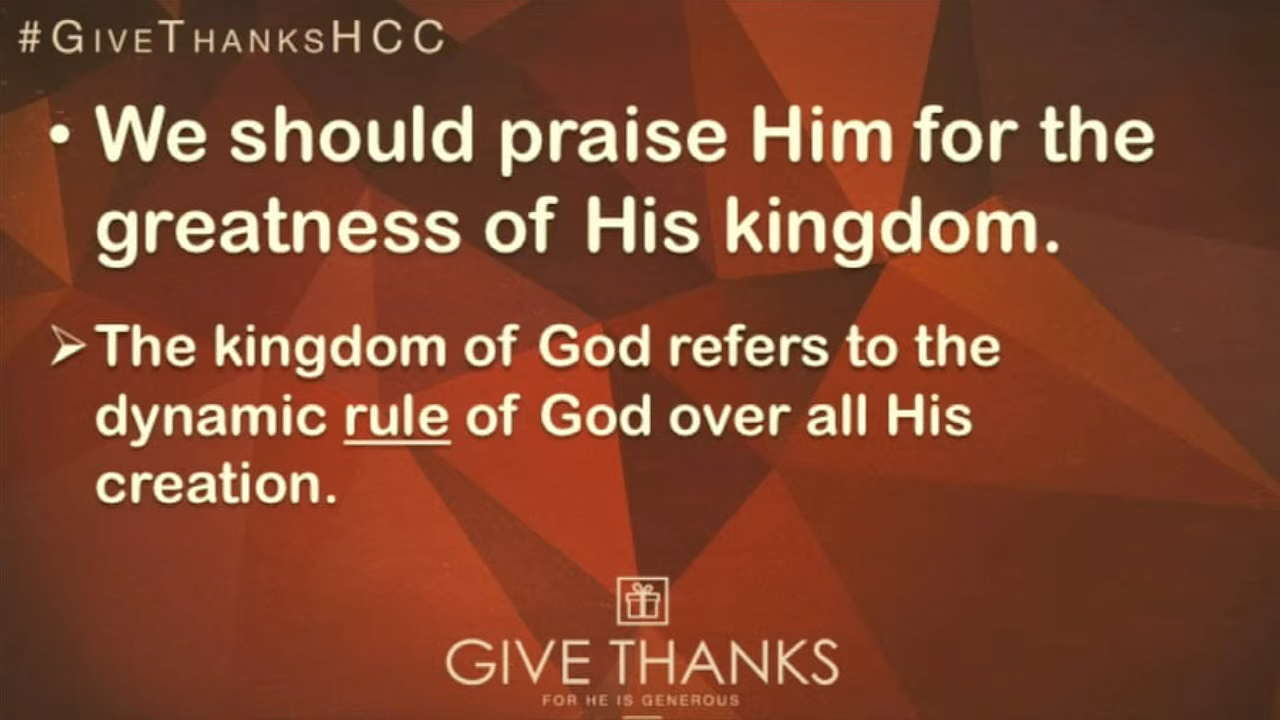 #GIVETHANKSHCC
• We should praise Him for the
greatness of His kingdom.
➢ The kingdom of God refers to the
dynamic rule of God over all His
creation.
GIVE THANKS
FOR HE IS GENEROUS